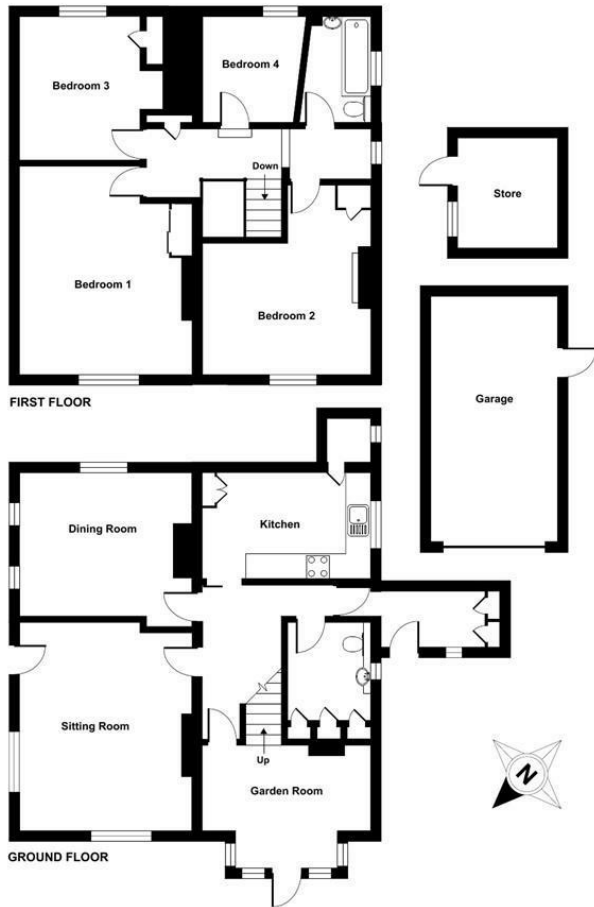 Bedroom 3
Bedroom 4
Down
Store
Bedroom 1
Bedroom 2
FIRST FLOOR
Garage
Dining Room
Kitchen
Sitting Room
Up
Garden Room
N
GROUND FLOOR